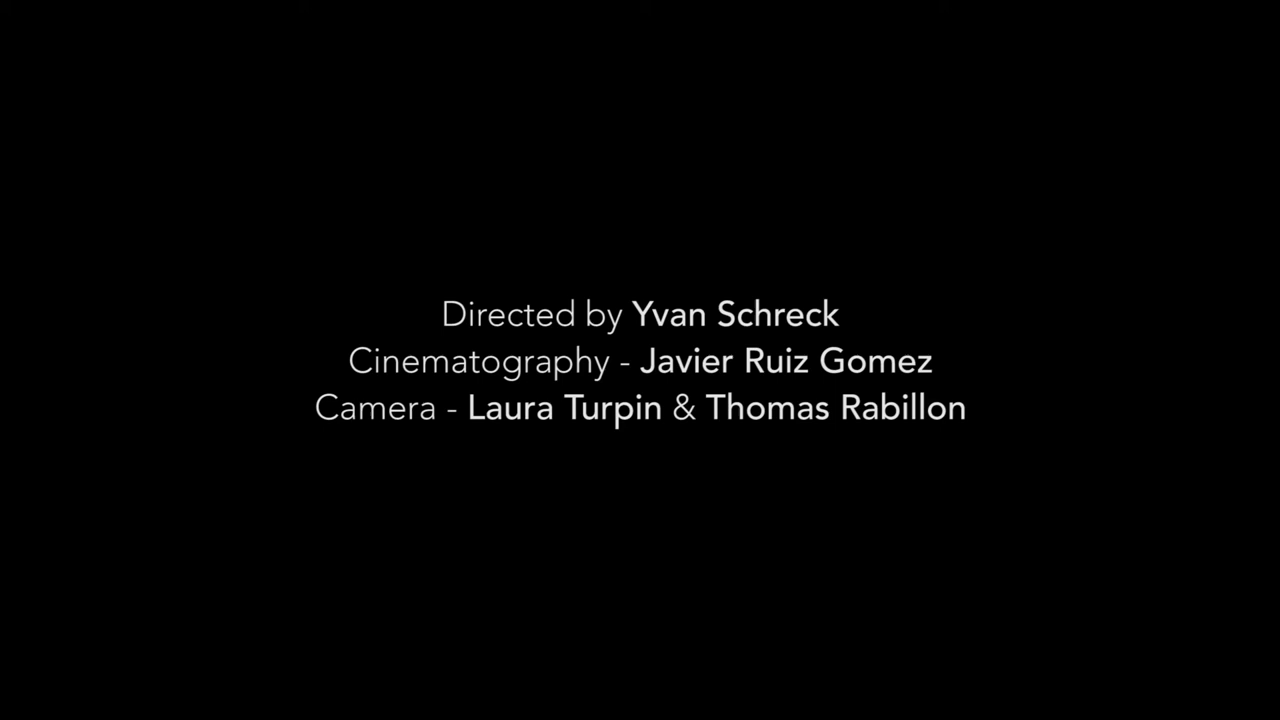 Directed by Yvan Schreck
Cinematography - Javier Ruiz Gomez
Camera - Laura Turpin & Thomas Rabillon